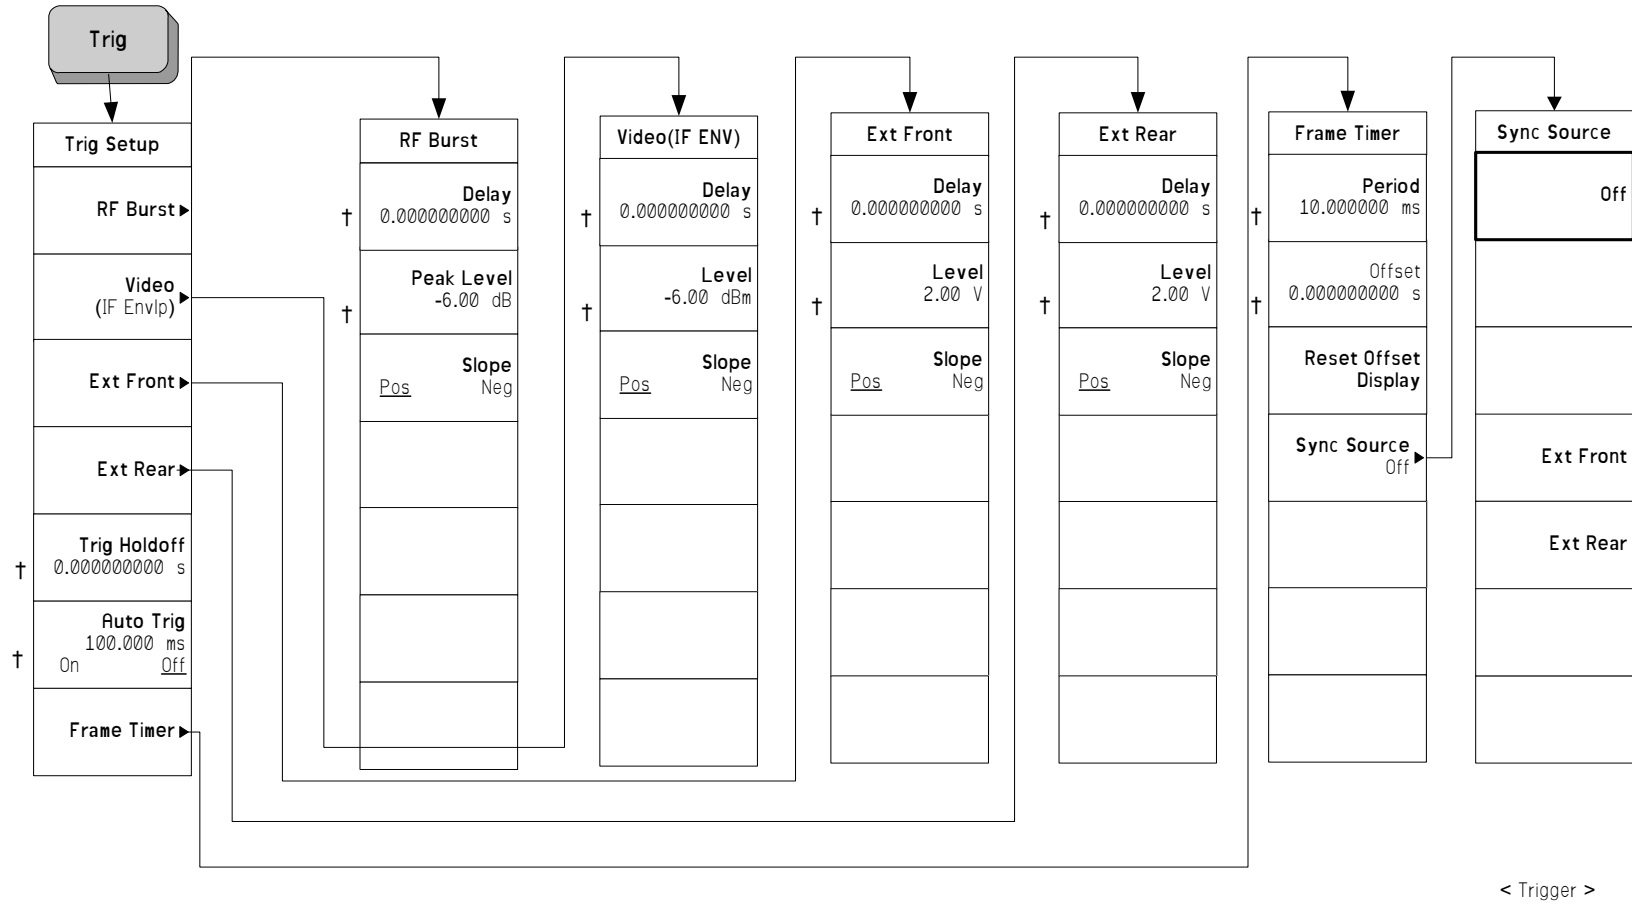 Trig
Trig Setup
RF Burst
Video
(IF Envlp)
Ext Front
Ext Rear
† Trig Holdoff
0.000000000 s
† Auto Trig
100.000 ms
On Off
Frame Timer
RF Burst
† Delay
0.000000000 s
† Peak Level
-6.00 dB
Slope
Pos Neg
Video(IF ENV)
† Delay
0.000000000 s
† Level
-6.00 dBm
Slope
Pos Neg
Ext Front
† Delay
0.000000000 s
† Level
2.00 V
Slope
Pos Neg
Ext Rear
† Delay
0.000000000 s
† Level
2.00 V
Slope
Pos Neg
Frame Timer
† Period
10.000000 ms
† Offset
0.000000000 s
Reset Offset
Display
Sync Source
Off
Sync Source
Off
Ext Front
Ext Rear
< Trigger >